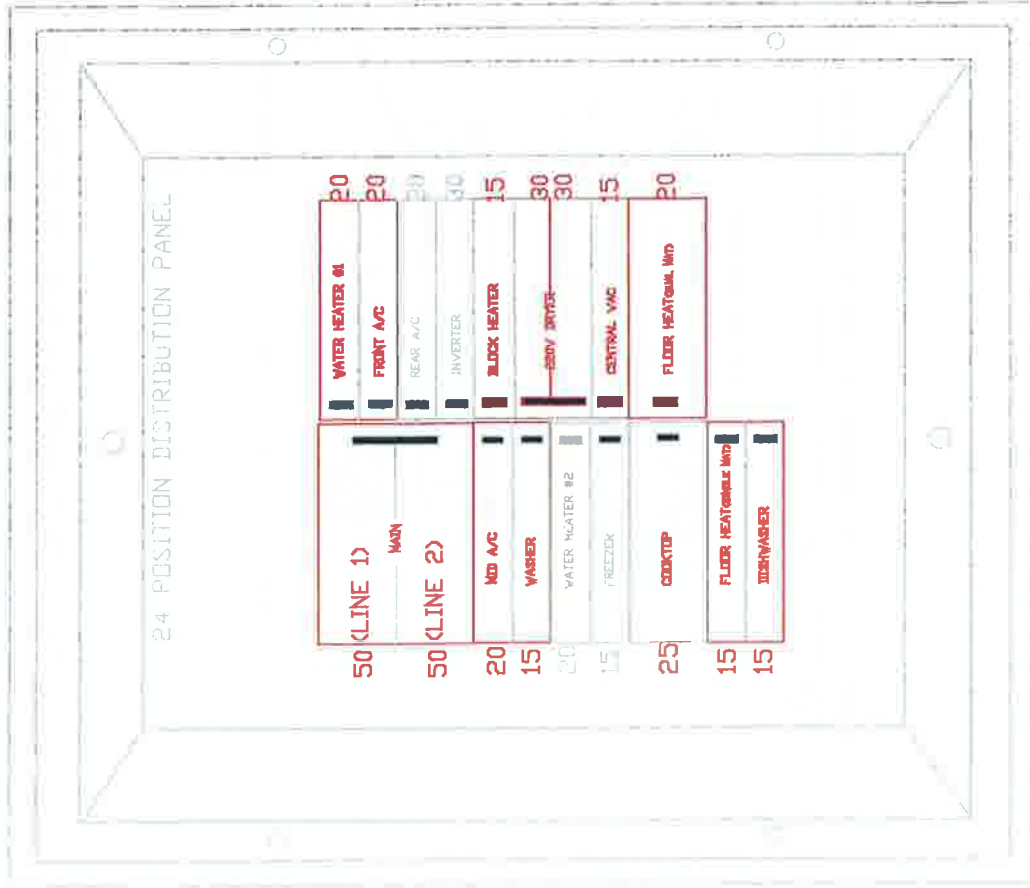 24 POSITION DISTRIBUTION PANEL
20
WATER HEATER #1
20
FRONT A/C
20
REAR A/C
30
INVERTER
15
BLOCK HEATER
30
30
220V DRYER
15
CENTRAL VAC
20
FLOOR HEAT
50 (LINE 1)
MAIN
50 (LINE 2)
20
MID A/C
15
WASHER
20
WATER HEATER #2
15
FREEZER
25
COOKTOP
15
FLOOR HEAT
15
DISHWASHER